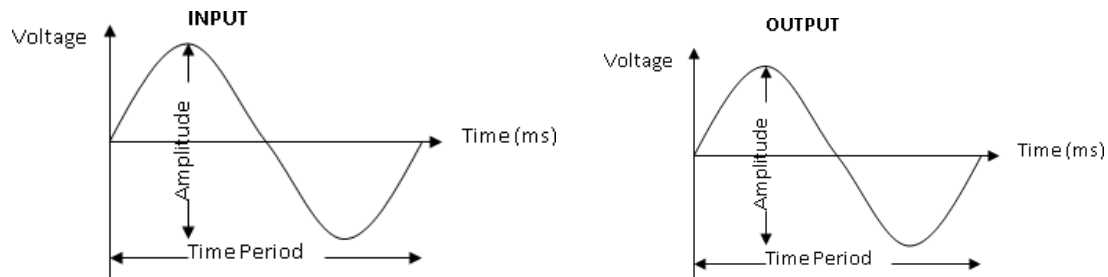 INPUT
Voltage
Amplitude
Time (ms)
Time Period
OUTPUT
Voltage
Amplitude
Time (ms)
Time Period